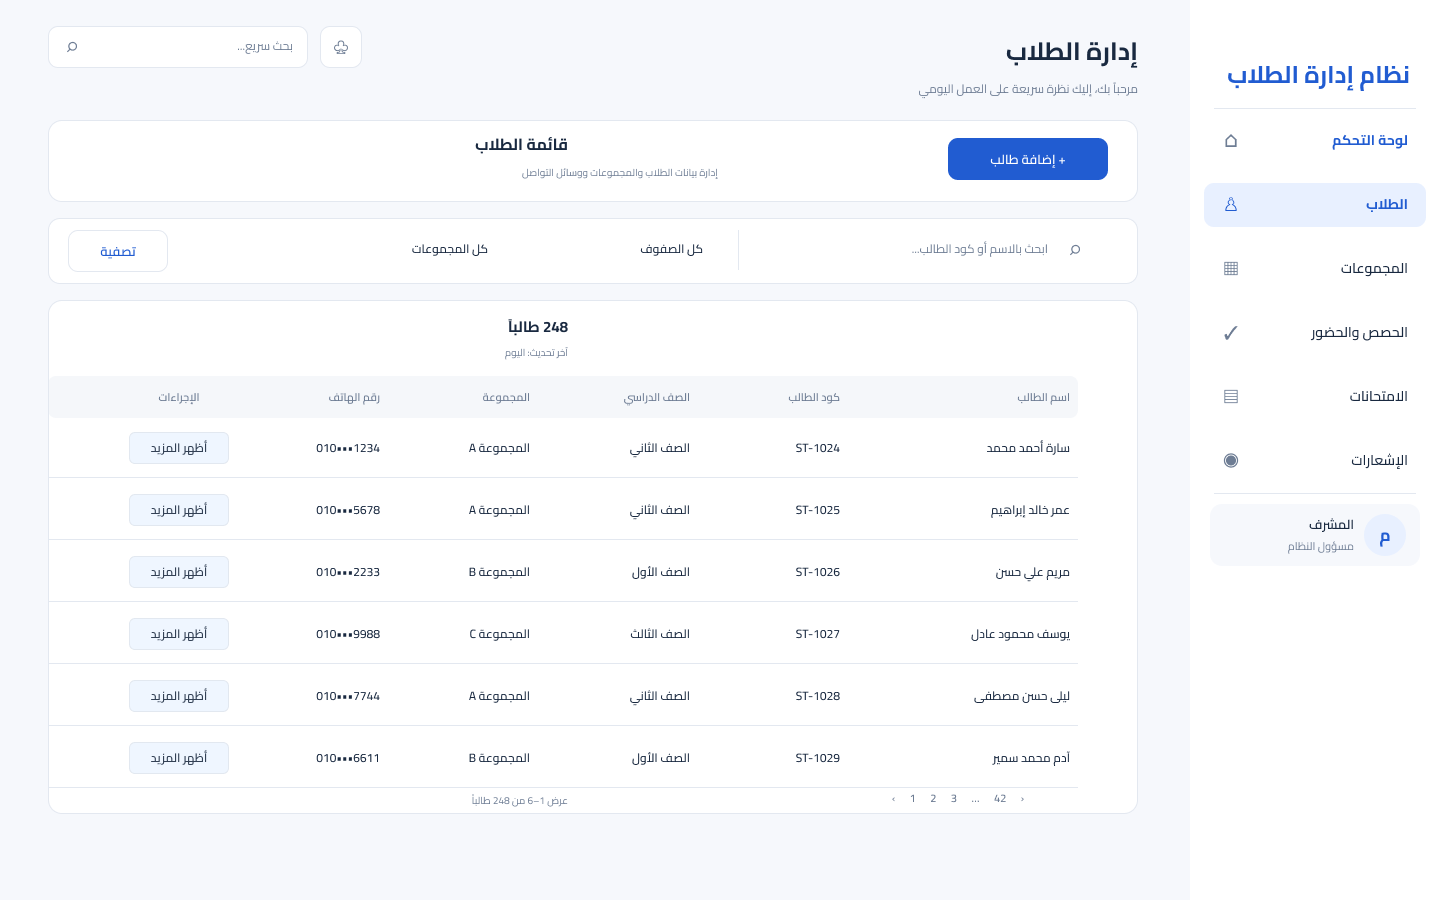 نظام إدارة الطلاب
لوحة التحكم
الطلاب
المجموعات
الحصص والحضور
الامتحانات
الإشعارات
م
المشرف
مسؤول النظام
إدارة الطلاب
مرحباً بك، إليك نظرة سريعة على العمل اليومي
بحث سريع...
+ إضافة طالب
قائمة الطلاب
إدارة بيانات الطلاب والمجموعات ووسائل التواصل
ابحث بالاسم أو كود الطالب...
كل الصفوف
كل المجموعات
تصفية
248 طالباً
آخر تحديث: اليوم
اسم الطالب كود الطالب الصف الدراسي المجموعة رقم الهاتف الإجراءات
سارة أحمد محمد ST-1024 الصف الثاني المجموعة A 010•••1234 أظهر المزيد
عمر خالد إبراهيم ST-1025 الصف الثاني المجموعة A 010•••5678 أظهر المزيد
مريم علي حسن ST-1026 الصف الأول المجموعة B 010•••2233 أظهر المزيد
يوسف محمود عادل ST-1027 الصف الثالث المجموعة C 010•••9988 أظهر المزيد
ليلى حسن مصطفى ST-1028 الصف الثاني المجموعة A 010•••7744 أظهر المزيد
آدم محمد سمير ST-1029 الصف الأول المجموعة B 010•••6611 أظهر المزيد
‹ 1 2 3 ... 42 ›
عرض 1–6 من 248 طالباً